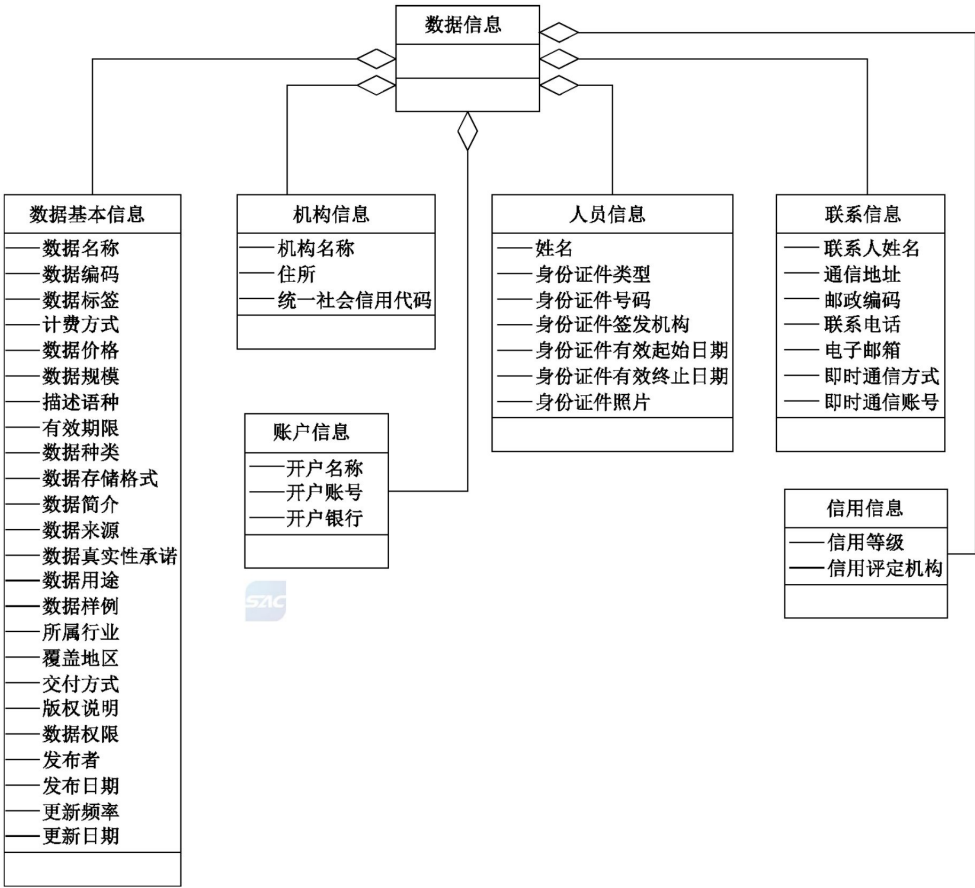 数据信息
数据基本信息
数据名称
数据编码
数据标签
计费方式
数据价格
数据规模
描述语种
有效期限
数据种类
数据存储格式
数据简介
数据来源
数据真实性承诺
数据用途
数据样例
所属行业
覆盖地区
交付方式
版权说明
数据权限
发布者
发布日期
更新频率
更新日期
机构信息
机构名称
住所
统一社会信用代码
账户信息
开户名称
开户账号
开户银行
SAC
人员信息
姓名
身份证件类型
身份证件号码
身份证件签发机构
身份证件有效起始日期
身份证件有效终止日期
身份证件照片
联系信息
联系人姓名
通信地址
邮政编码
联系电话
电子邮箱
即时通信方式
即时通信账号
信用信息
信用等级
信用评定机构